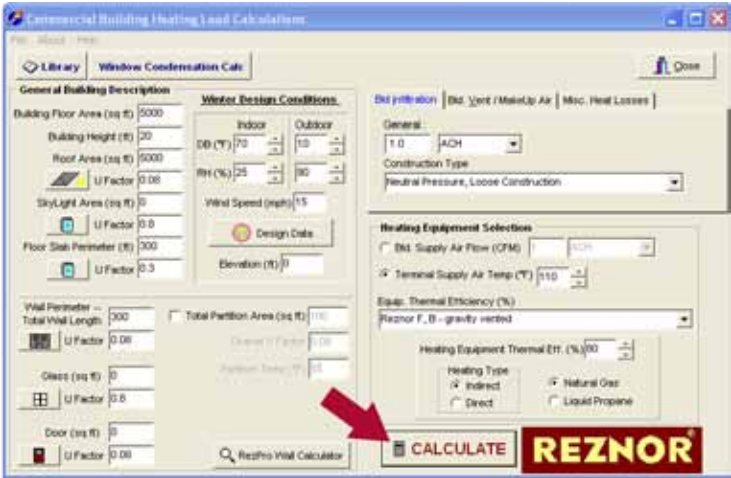 Commercial Building Heating Load Calculations
File About Help
Library Window Condensation Calc Close
General Building Description
Building Floor Area (sq ft) 5000
Building Height (ft) 20
Roof Area (sq ft) 5000
U Factor 0.08
SkyLight Area (sq ft) 0
U Factor 0.8
Floor Slab Perimeter (ft) 300
U Factor 0.3
Winter Design Conditions
Indoor Outdoor
DB (°F) 70 10
RH (%) 25 80
Wind Speed (mph) 15
Design Data
Elevation (ft) 0
Wall Perimeter --
Total Wall Length 300
U Factor 0.08
Glass (sq ft) 0
U Factor 0.8
Door (sq ft) 0
U Factor 0.08
Total Partition Area (sq ft) 100
Overall U Factor 0.08
Partition Temp (°F)
RezPro Wall Calculator
Bld Infiltration Bld. Vent / MakeUp Air Misc. Heat Losses
General :
1.0 ACH
Construction Type
Neutral Pressure, Loose Construction
Heating Equipment Selection
Bld. Supply Air Flow (CFM) 1 ACH
Terminal Supply Air Temp (°F) 110
Equip. Thermal Efficiency (%)
Reznor F, B - gravity vented
Heating Equipment Thermal Eff. (%) 80
Heating Type
Indirect
Direct
Natural Gas
Liquid Propane
CALCULATE
REZNOR®